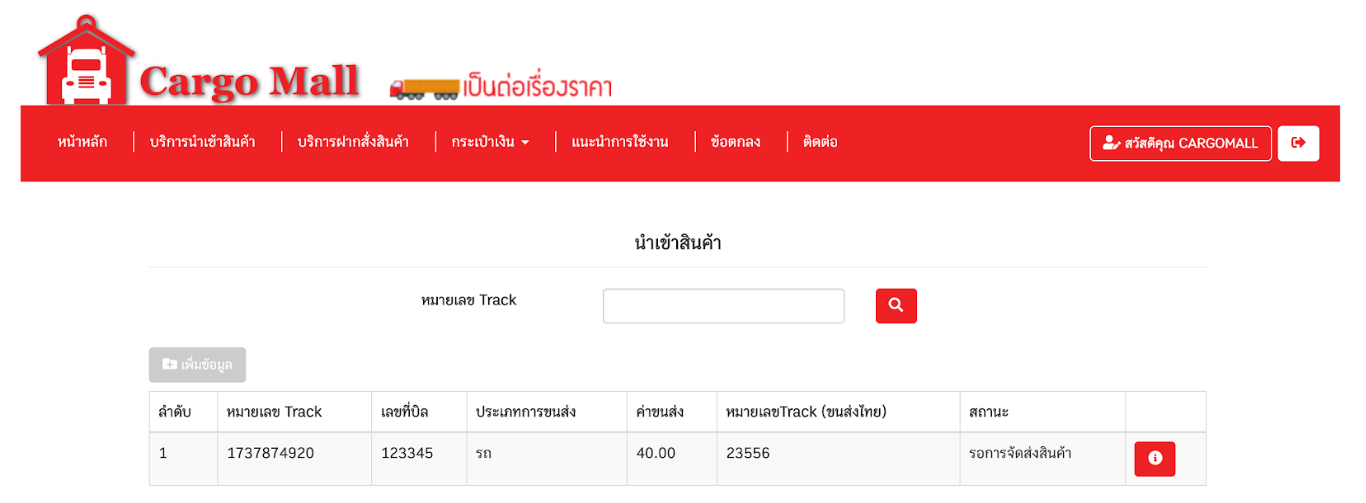 Cargo Mall เป็นต่อเรื่องราคา
หน้าหลัก บริการนำเข้าสินค้า บริการฝากสั่งสินค้า กระเป๋าเงิน แนะนำการใช้งาน ข้อตกลง ติดต่อ สวัสดีคุณ CARGOMALL
นำเข้าสินค้า
หมายเลข Track
เพิ่มข้อมูล
ลำดับ หมายเลข Track เลขที่บิล ประเภทการขนส่ง ค่าขนส่ง หมายเลขTrack (ขนส่งไทย) สถานะ
1 1737874920 123345 รถ 40.00 23556 รอการจัดส่งสินค้า